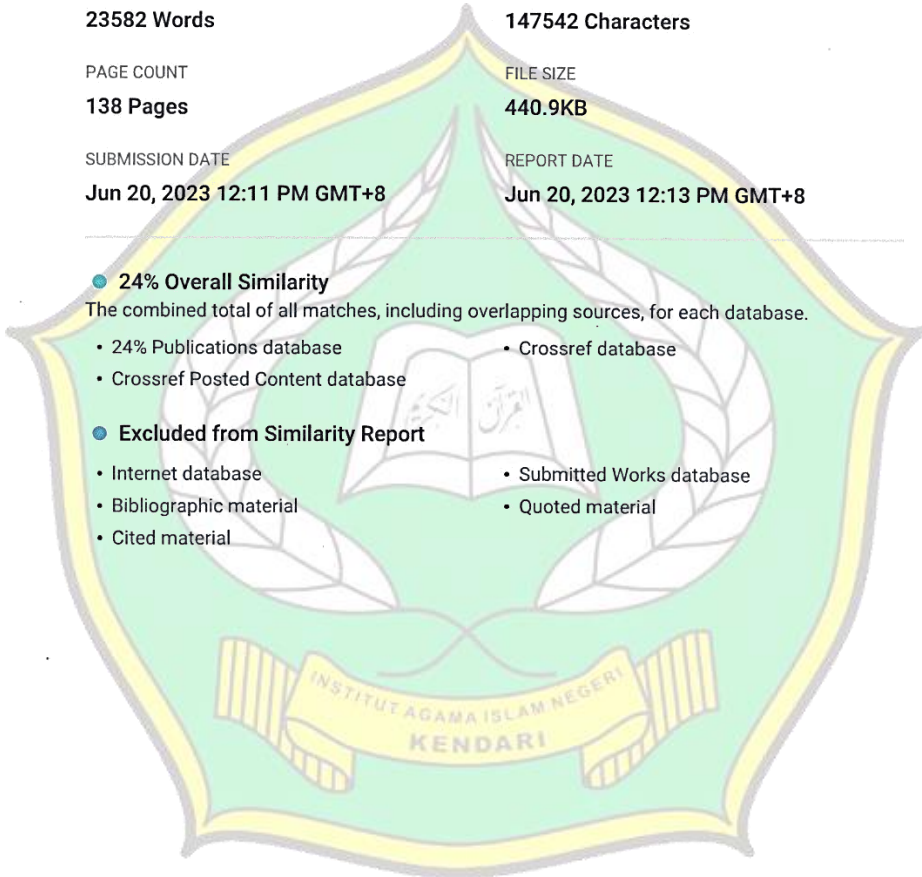 23582 Words
147542 Characters
PAGE COUNT
FILE SIZE
138 Pages
440.9KB
SUBMISSION DATE
REPORT DATE
Jun 20, 2023 12:11 PM GMT+8
Jun 20, 2023 12:13 PM GMT+8
● 24% Overall Similarity
The combined total of all matches, including overlapping sources, for each database.
• 24% Publications database
• Crossref database
• Crossref Posted Content database
القرآن الكريم
● Excluded from Similarity Report
• Internet database
• Submitted Works database
• Bibliographic material
• Quoted material
• Cited material
INSTITUT AGAMA ISLAM NEGERI
KENDARI